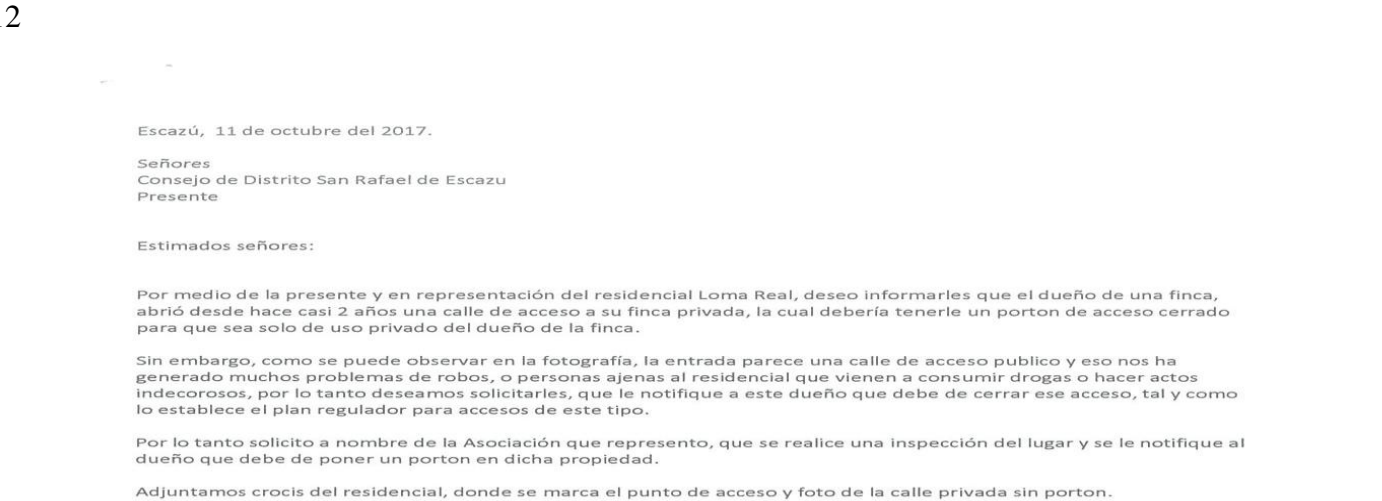 12
Escazú, 11 de octubre del 2017.
Señores
Consejo de Distrito San Rafael de Escazu
Presente
Estimados señores:
Por medio de la presente y en representación del residencial Loma Real, deseo informarles que el dueño de una finca,
abrió desde hace casi 2 años una calle de acceso a su finca privada, la cual debería tenerle un porton de acceso cerrado
para que sea solo de uso privado del dueño de la finca.
Sin embargo, como se puede observar en la fotografía, la entrada parece una calle de acceso publico y eso nos ha
generado muchos problemas de robos, o personas ajenas al residencial que vienen a consumir drogas o hacer actos
indecorosos, por lo tanto deseamos solicitarles, que le notifique a este dueño que debe de cerrar ese acceso, tal y como
lo establece el plan regulador para accesos de este tipo.
Por lo tanto solicito a nombre de la Asociación que represento, que se realice una inspección del lugar y se le notifique al
dueño que debe de poner un porton en dicha propiedad.
Adjuntamos crocis del residencial, donde se marca el punto de acceso y foto de la calle privada sin porton.